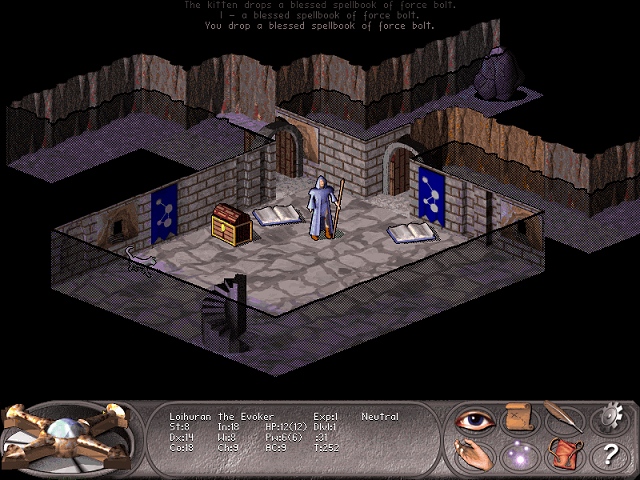 The kitten drops a blessed spellbook of force bolt.
l - a blessed spellbook of force bolt.
You drop a blessed spellbook of force bolt.
Loihuran the Evoker Exp:1 Neutral
St:8 In:18 HP:12(12) Dlvl:1
Dx:14 Wi:8 Pw:6(6) :31
Co:18 Ch:9 AC:9 T:252
?